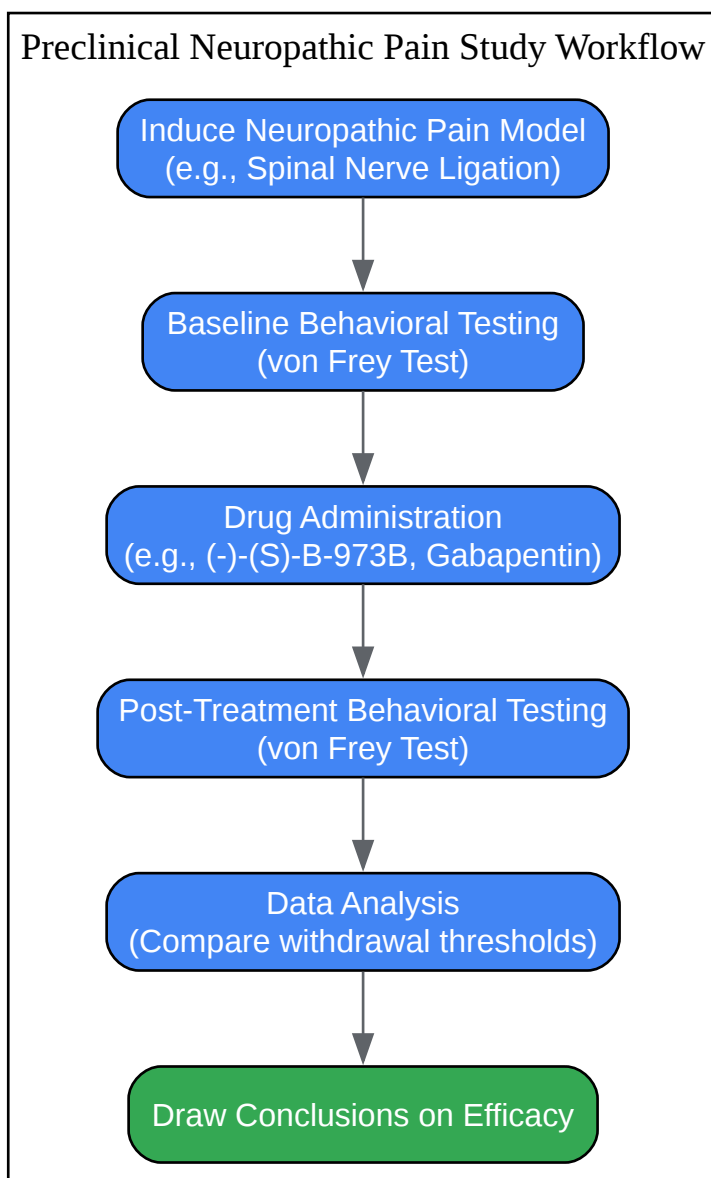 Preclinical Neuropathic Pain Study Workflow
Induce Neuropathic Pain Model
(e.g., Spinal Nerve Ligation)
Baseline Behavioral Testing
(von Frey Test)
Drug Administration
(e.g., (-)-(S)-B-973B, Gabapentin)
Post-Treatment Behavioral Testing
(von Frey Test)
Data Analysis
(Compare withdrawal thresholds)
Draw Conclusions on Efficacy